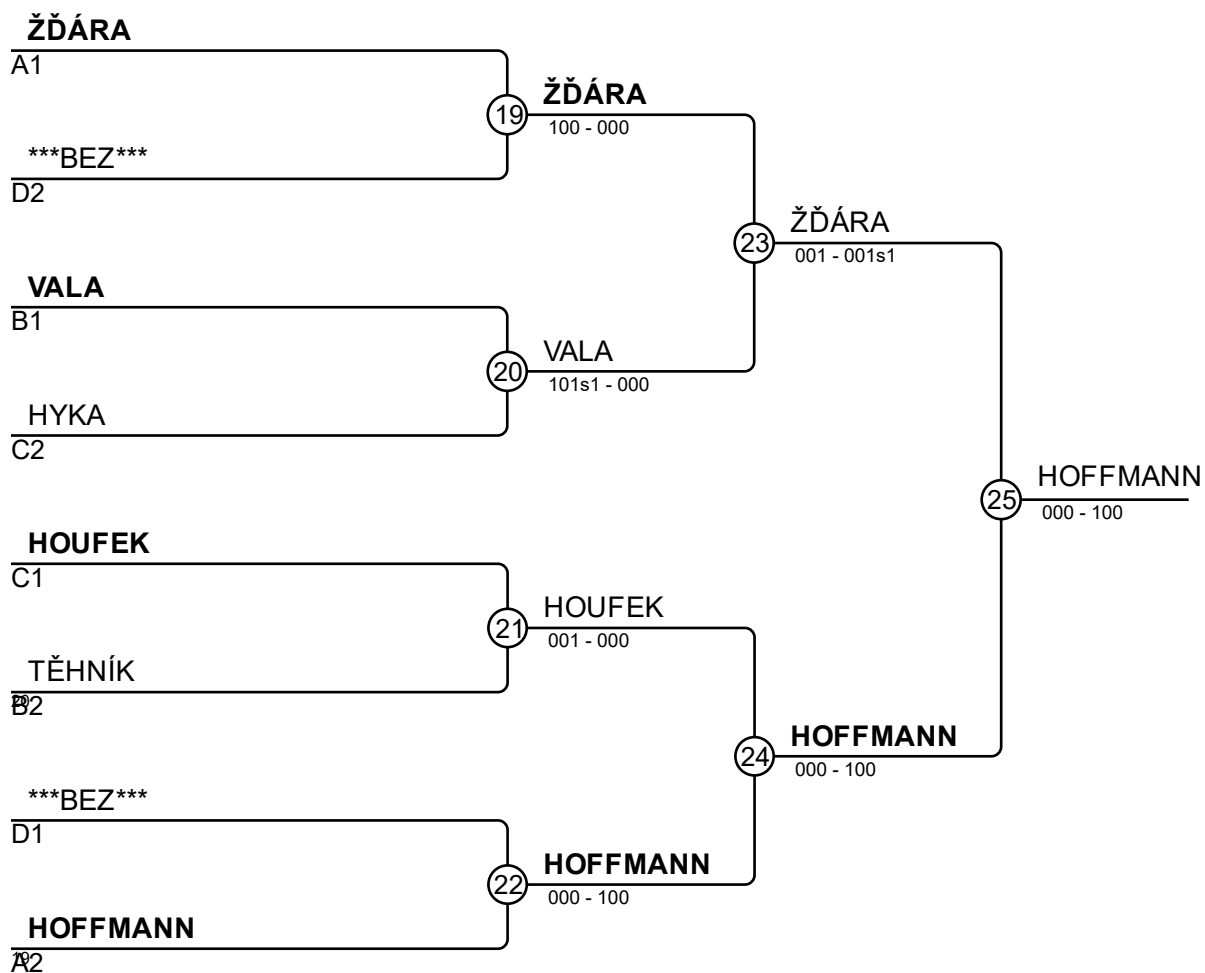 ŽĎÁRA
A1
19
ŽĎÁRA
100 - 000
***BEZ***
D2
23
ŽĎÁRA
001 - 001s1
VALA
B1
20
VALA
101s1 - 000
HYKA
C2
25
HOFFMANN
000 - 100
HOUFEK
C1
21
HOUFEK
001 - 000
TĚHNÍK
B2
24
HOFFMANN
000 - 100
***BEZ***
D1
22
HOFFMANN
000 - 100
HOFFMANN
A2